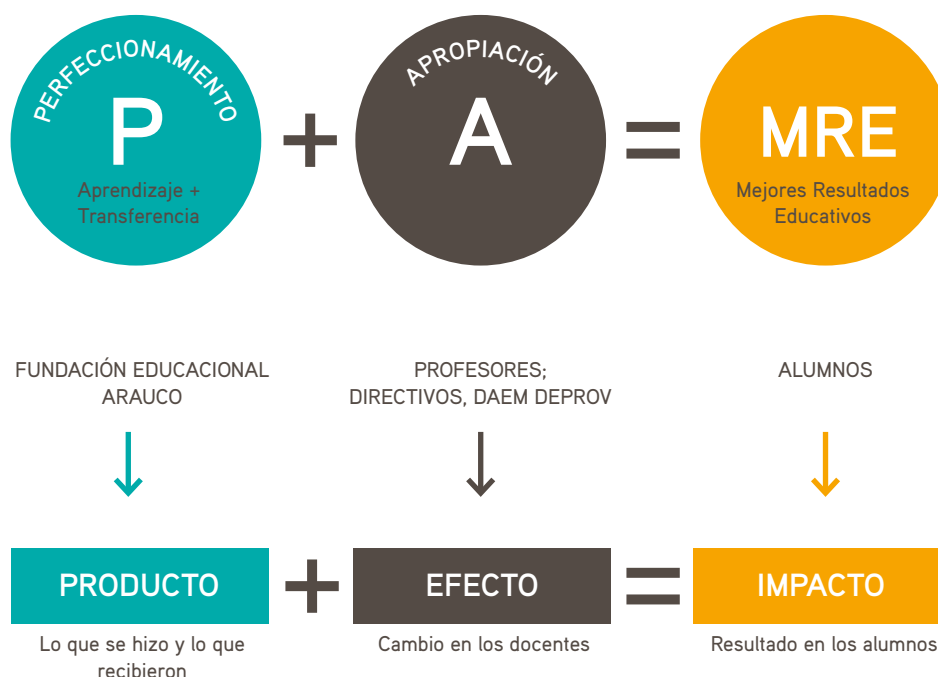 PERFECCIONAMIENTO
P
Aprendizaje +
Transferencia
+
APROPIACIÓN
A
=
MRE
Mejores Resultados
Educativos
FUNDACIÓN EDUCACIONAL
ARAUCO
PROFESORES;
DIRECTIVOS, DAEM DEPROV
ALUMNOS
PRODUCTO
+
EFECTO
=
IMPACTO
Lo que se hizo y lo que
recibieron
Cambio en los docentes
Resultado en los alumnos